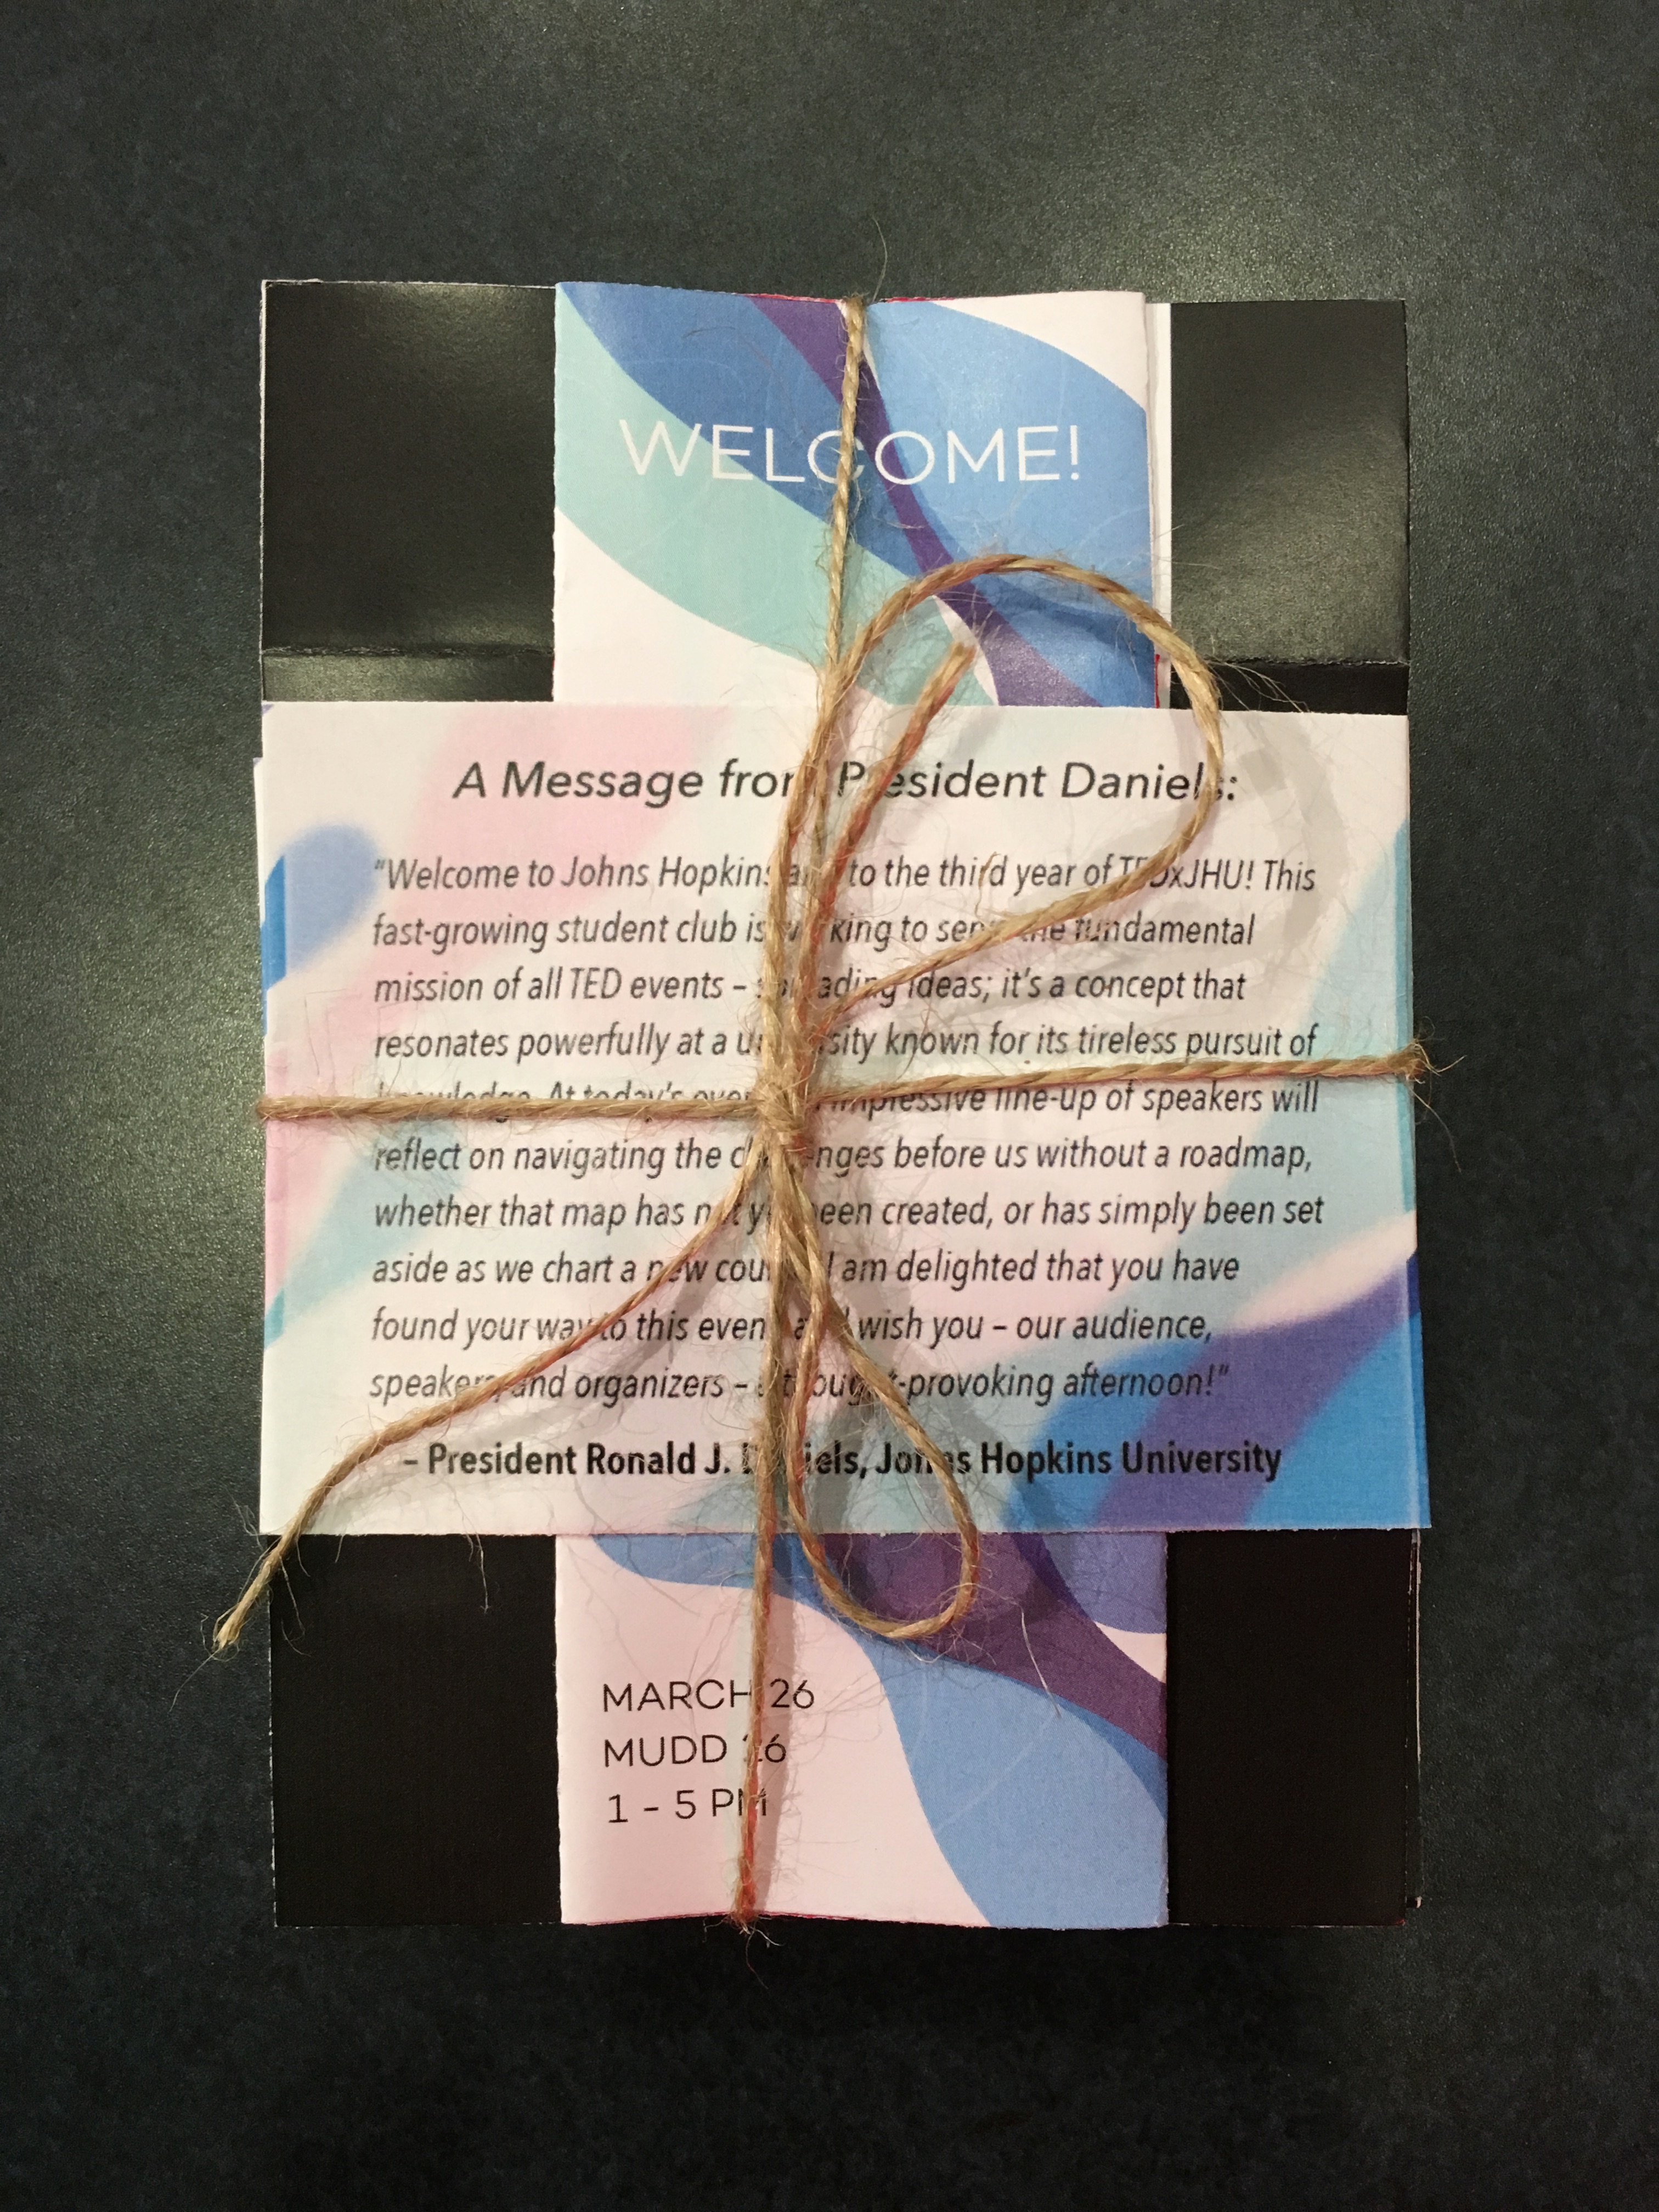 WELCOME!
A Message from President Daniels:
“Welcome to Johns Hopkins and to the third year of TEDxJHU! This
fast-growing student club is working to serve the fundamental
mission of all TED events – spreading ideas; it’s a concept that
resonates powerfully at a university known for its tireless pursuit of
knowledge. At today’s event, impressive line-up of speakers will
reflect on navigating the challenges before us without a roadmap,
whether that map has not yet been created, or has simply been set
aside as we chart a new course. I am delighted that you have
found your way to this event and wish you – our audience,
speakers, and organizers – a thought-provoking afternoon!”
– President Ronald J. Daniels, Johns Hopkins University
MARCH 26
MUDD
1 – 5 PM